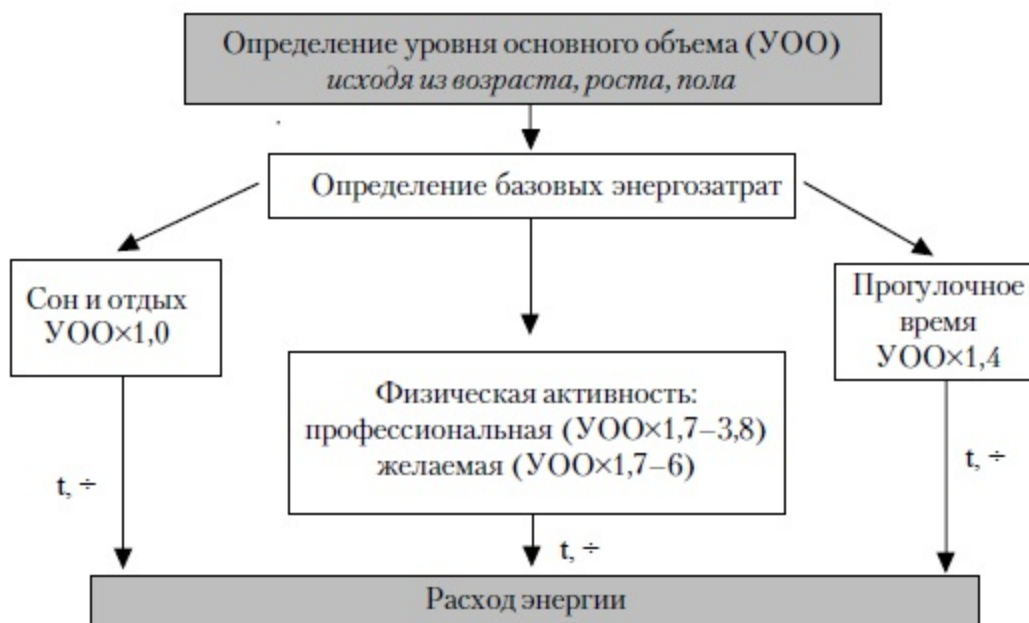 Определение уровня основного объема (УОО)
исходя из возраста, роста, пола
Определение базовых энергозатрат
Сон и отдых
УОО×1,0
Физическая активность:
профессиональная (УОО×1,7–3,8)
желаемая (УОО×1,7–6)
Прогулочное
время
УОО×1,4
t, ÷
t, ÷
t, ÷
Расход энергии